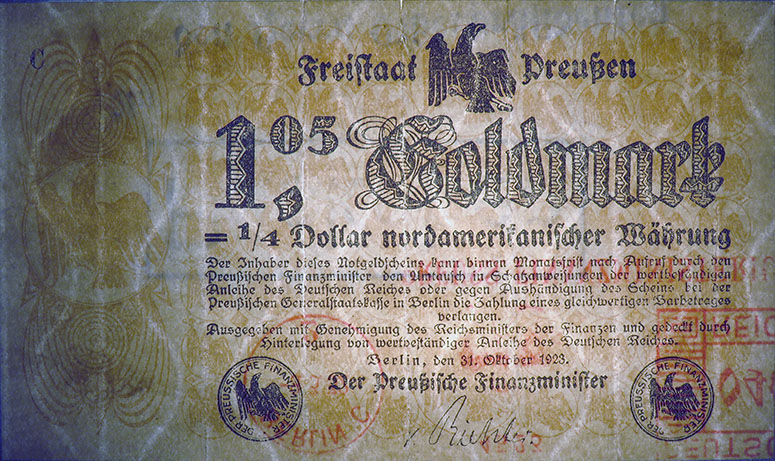 C
Freistaat Preußen
1,05 Goldmark
= 1/4 Dollar nordamerikanischer Währung
Der Inhaber dieses Notgeldscheins kann binnen Monatsfrist nach Aufruf durch den
Preußischen Finanzminister den Umtausch in Schatzanweisungen der wertbeständigen
Anleihe des Deutschen Reiches oder gegen Aushändigung des Scheins bei der
Preußischen Generalstaatskasse in Berlin die Zahlung eines gleichwertigen Barbetrages
verlangen.
Ausgegeben mit Genehmigung des Reichsministers der Finanzen und gedeckt durch
Hinterlegung von wertbeständiger Anleihe des Deutschen Reiches.
Berlin, den 31. Oktober 1923.
Der Preußische Finanzminister
DER PREUSSISCHE FINANZMINISTER
v. Richter
DER PREUSSISCHE FINANZMINISTER